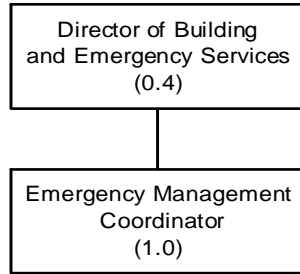 Director of Building
and Emergency Services
(0.4)
Emergency Management
Coordinator
(1.0)